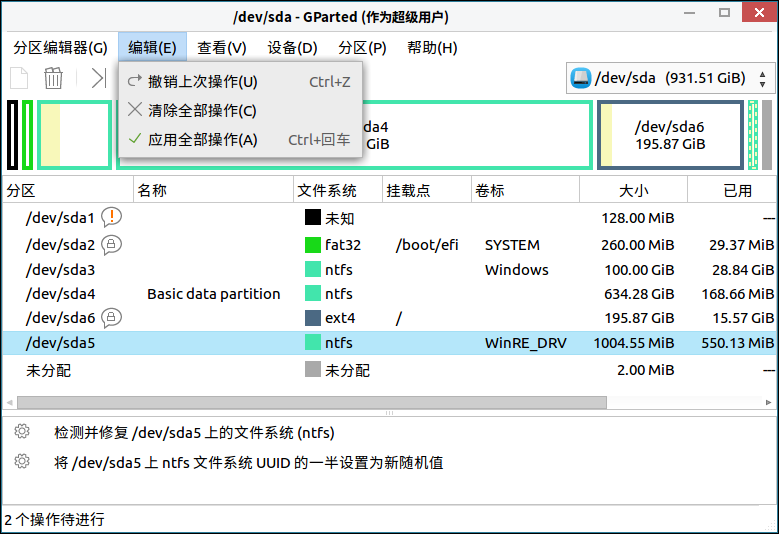 /dev/sda - GParted (作为超级用户)
分区编辑器(G) 编辑(E) 查看(V) 设备(D) 分区(P) 帮助(H)
撤销上次操作(U) Ctrl+Z
清除全部操作(C)
应用全部操作(A) Ctrl+回车
/dev/sda (931.51 GiB)
da4
GiB
/dev/sda6
195.87 GiB
分区 名称 文件系统 挂载点 卷标 大小 已用
/dev/sda1 未知 128.00 MiB ---
/dev/sda2 fat32 /boot/efi SYSTEM 260.00 MiB 29.37 MiB
/dev/sda3 ntfs Windows 100.00 GiB 28.84 GiB
/dev/sda4 Basic data partition ntfs 634.28 GiB 168.66 MiB
/dev/sda6 ext4 / 195.87 GiB 15.57 GiB
/dev/sda5 ntfs WinRE_DRV 1004.55 MiB 550.13 MiB
未分配 未分配 2.00 MiB ---
检测并修复 /dev/sda5 上的文件系统 (ntfs)
将 /dev/sda5 上 ntfs 文件系统 UUID 的一半设置为新随机值
2 个操作待进行